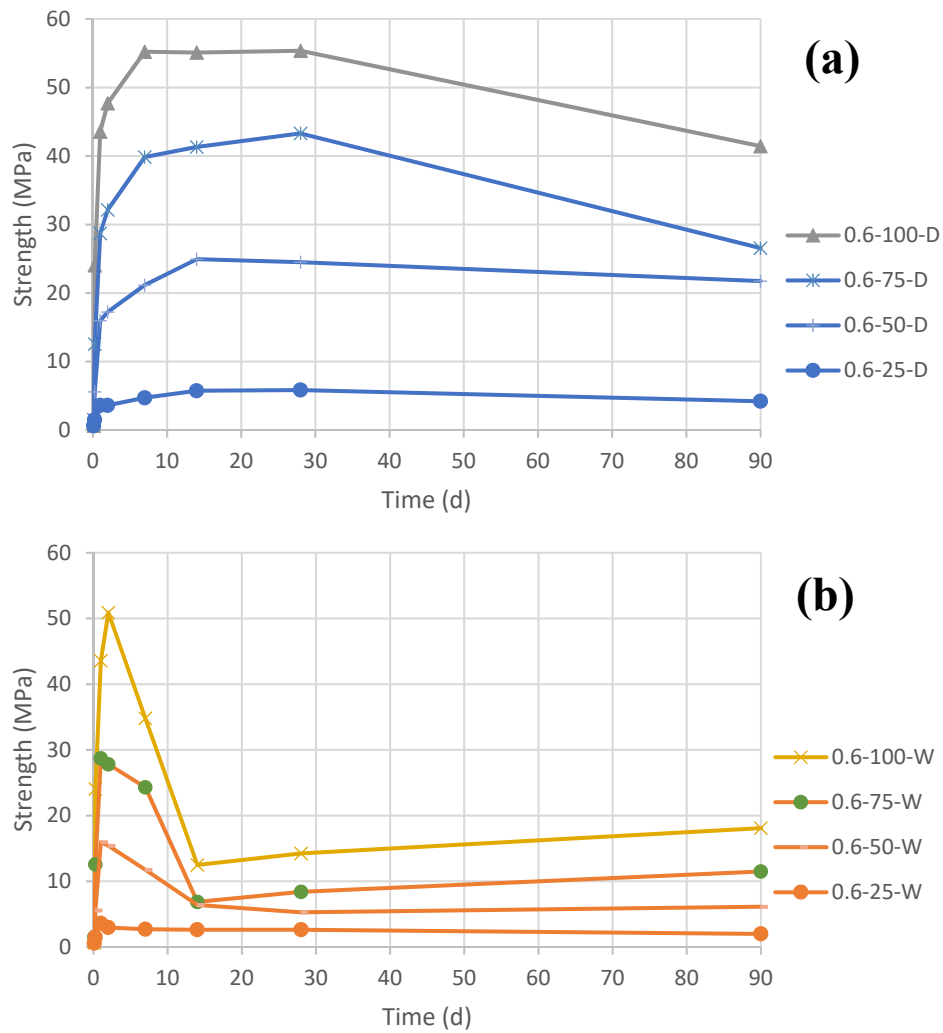 (a)
Strength (MPa)
60
50
40
30
20
10
0
0 10 20 30 40 50 60 70 80 90
Time (d)
0.6-100-D
0.6-75-D
0.6-50-D
0.6-25-D
(b)
Strength (MPa)
60
50
40
30
20
10
0
0 10 20 30 40 50 60 70 80 90
Time (d)
0.6-100-W
0.6-75-W
0.6-50-W
0.6-25-W